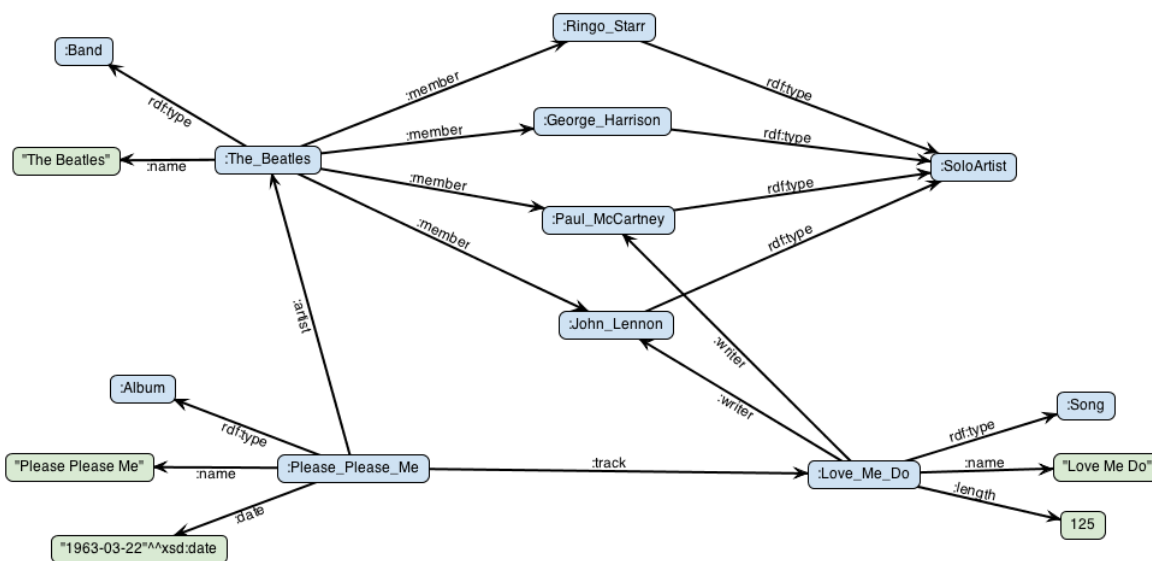 :Ringo_Starr
:Band
:member
rdf:type
rdf:type
:George_Harrison
:member
rdf:type
"The Beatles"
:name
:The_Beatles
:SoloArtist
:member
rdf:type
:Paul_McCartney
:member
rdf:type
:artist
:John_Lennon
:writer
:writer
:Album
:Song
rdf:type
rdf:type
"Please Please Me"
:name
:Please_Please_Me
:track
:Love_Me_Do
:name
"Love Me Do"
:length
:date
125
"1963-03-22"^^xsd:date